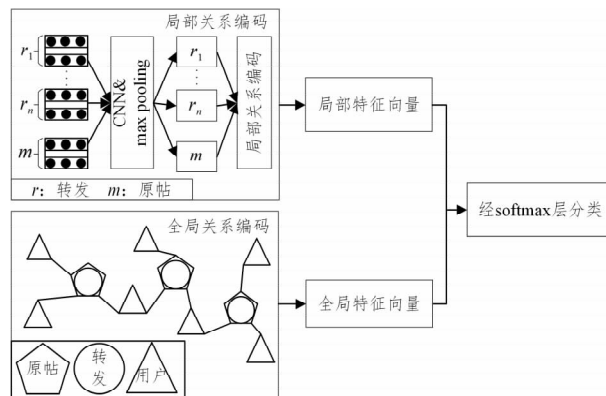 局部关系编码
r1
r1
⋮
⋮
rn
rn
m
m
CNN&
max pooling
局部关系编码
r：转发 m：原帖
局部特征向量
经softmax层分类
全局关系编码
全局特征向量
原帖
转发
用户